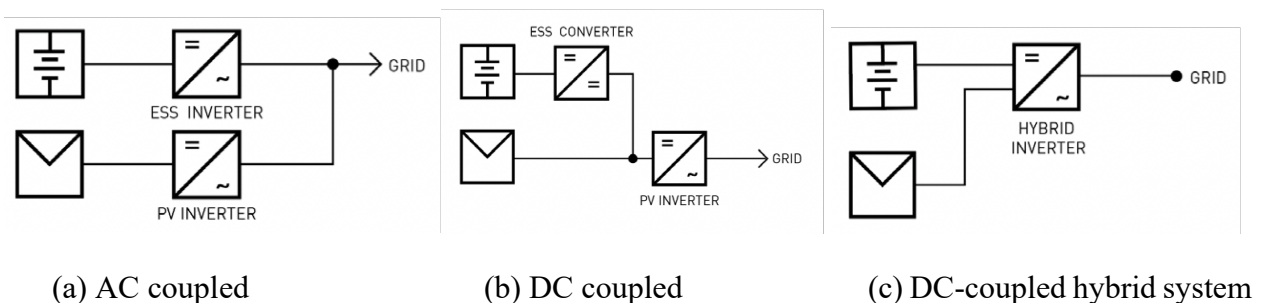 GRID
ESS INVERTER
PV INVERTER
ESS CONVERTER
GRID
PV INVERTER
GRID
HYBRID
INVERTER
(a) AC coupled
(b) DC coupled
(c) DC-coupled hybrid system